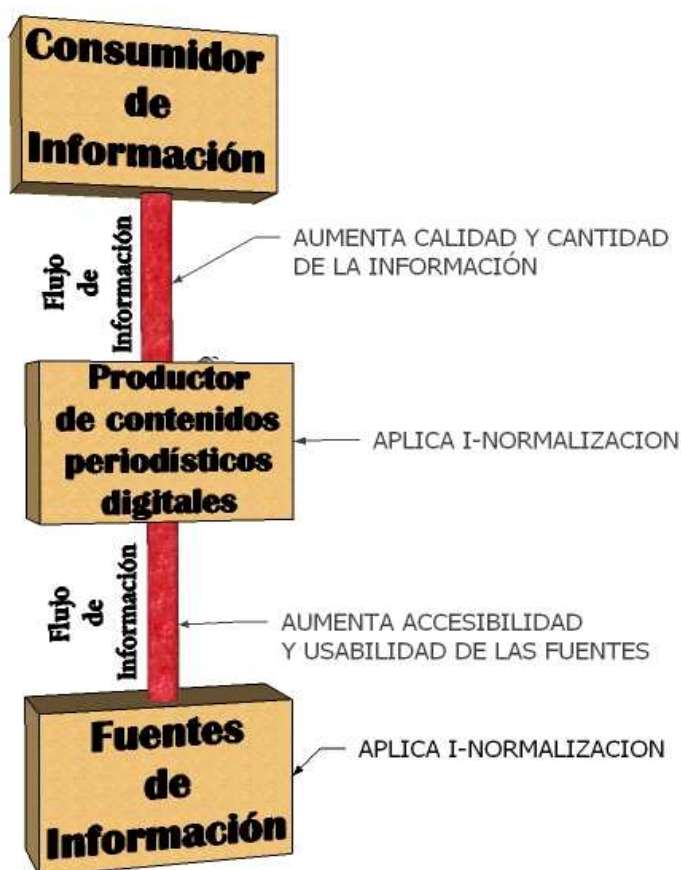 Consumidor
de
Información
Flujo
de
Información
AUMENTA CALIDAD Y CANTIDAD
DE LA INFORMACIÓN
Productor
de contenidos
periodísticos
digitales
APLICA I-NORMALIZACION
Flujo
de
Información
AUMENTA ACCESIBILIDAD
Y USABILIDAD DE LAS FUENTES
Fuentes
de
Información
APLICA I-NORMALIZACION